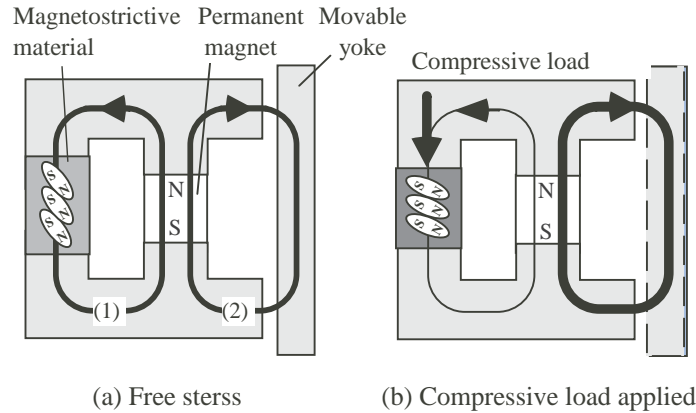 Magnetostrictive
material
Permanent
magnet
Movable
yoke
N
S
S
N
S
N
S
N
(1)
(2)
(a) Free sterss
Compressive load
N
S
S
N
S
N
S
N
(b) Compressive load applied